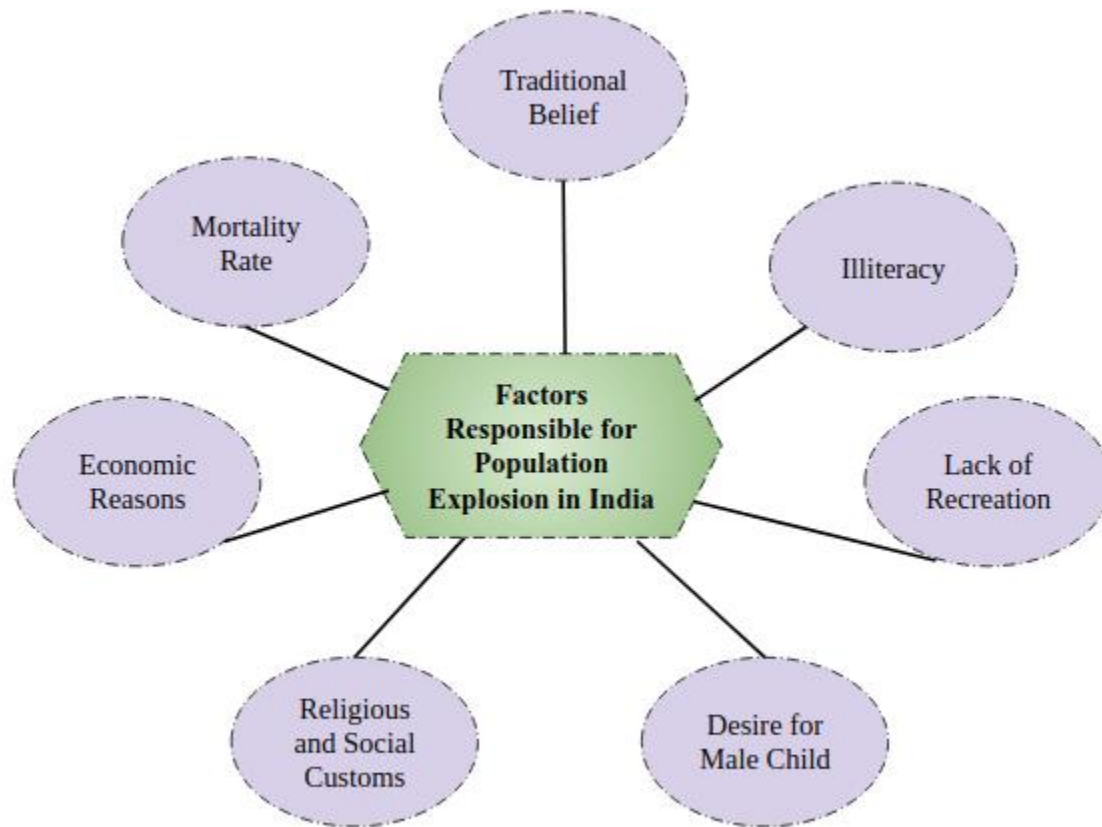 Traditional
Belief
Mortality
Rate
Illiteracy
Factors
Responsible for
Population
Explosion in India
Economic
Reasons
Lack of
Recreation
Religious
and Social
Customs
Desire for
Male Child